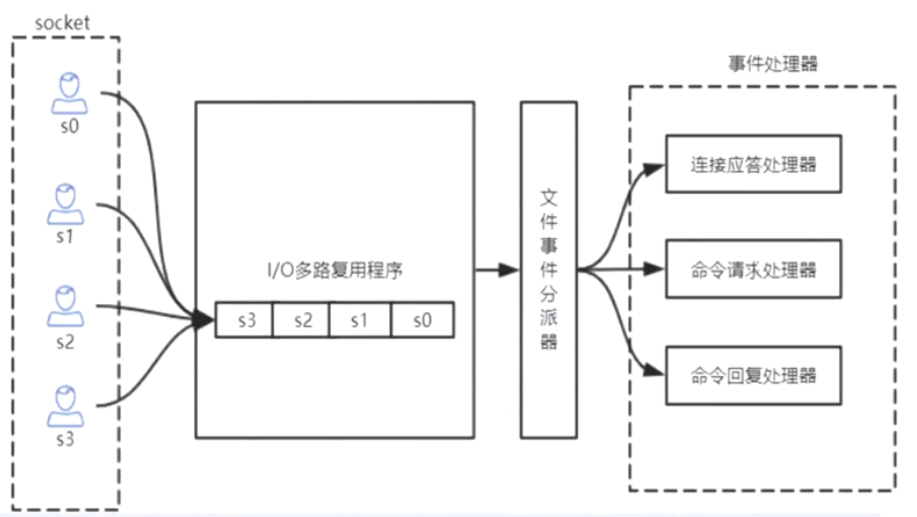 socket
s0
s1
s2
s3
I/O多路复用程序
s3 s2 s1 s0
文件事件分派器
事件处理器
连接应答处理器
命令请求处理器
命令回复处理器